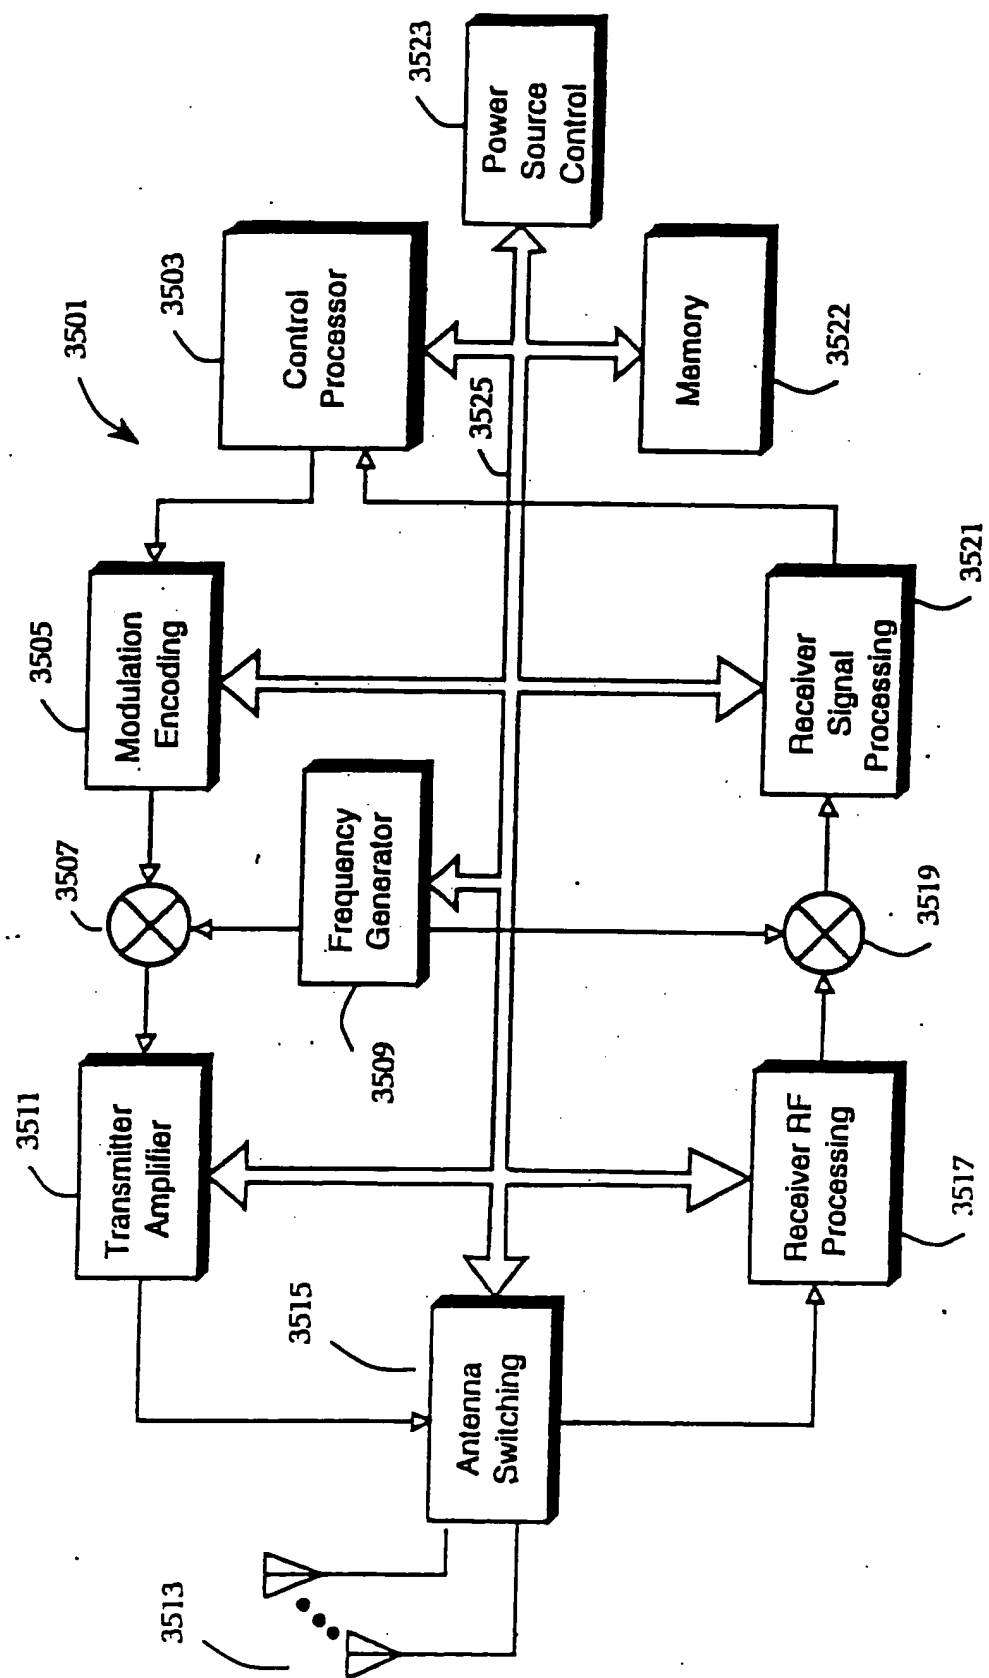 3501
3503
Control
Processor
3523
Power
Source
Control
3505
Modulation
Encoding
3525
Memory
3522
3507
3509
Frequency
Generator
3511
Transmitter
Amplifier
3521
Receiver
Signal
Processing
3519
3513
3515
Antenna
Switching
3517
Receiver RF
Processing